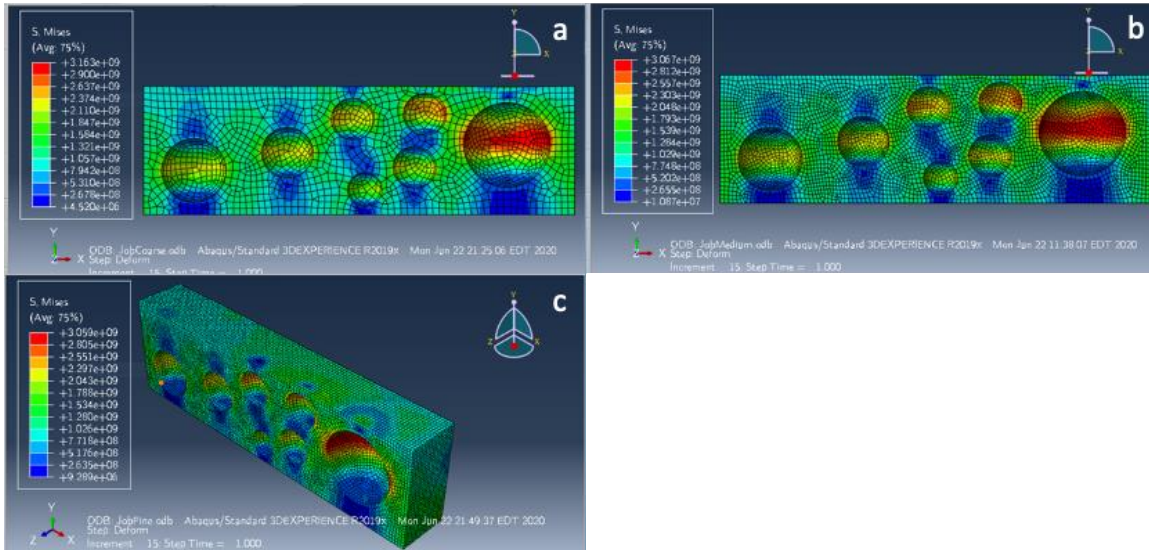 a
S, Mises
(Avg: 75%)
+3.163e+09
+2.900e+09
+2.637e+09
+2.374e+09
+2.110e+09
+1.847e+09
+1.584e+09
+1.321e+09
+1.057e+09
+7.942e+08
+5.310e+08
+2.678e+08
+4.520e+06
Y
X
Y
Z
X
ODB: JobCoarse.odb Abaqus/Standard 3DEXPERIENCE R2019x Mon Jun 22 21:25:06 EDT 2020
Step: Deform
Increment 15: Step Time = 1.000
b
S, Mises
(Avg: 75%)
+3.067e+09
+2.812e+09
+2.557e+09
+2.303e+09
+2.048e+09
+1.793e+09
+1.539e+09
+1.284e+09
+1.029e+09
+7.748e+08
+5.202e+08
+2.655e+08
+1.087e+07
Y
X
Y
Z
X
ODB: JobMedium.odb Abaqus/Standard 3DEXPERIENCE R2019x Mon Jun 22 11:38:07 EDT 2020
Step: Deform
Increment 15: Step Time = 1.000
c
S, Mises
(Avg: 75%)
+3.059e+09
+2.805e+09
+2.551e+09
+2.297e+09
+2.043e+09
+1.788e+09
+1.534e+09
+1.280e+09
+1.026e+09
+7.718e+08
+5.176e+08
+2.635e+08
+9.289e+06
Y
Z
X
Y
Z
X
ODB: JobFine.odb Abaqus/Standard 3DEXPERIENCE R2019x Mon Jun 22 21:49:37 EDT 2020
Step: Deform
Increment 15: Step Time = 1.000